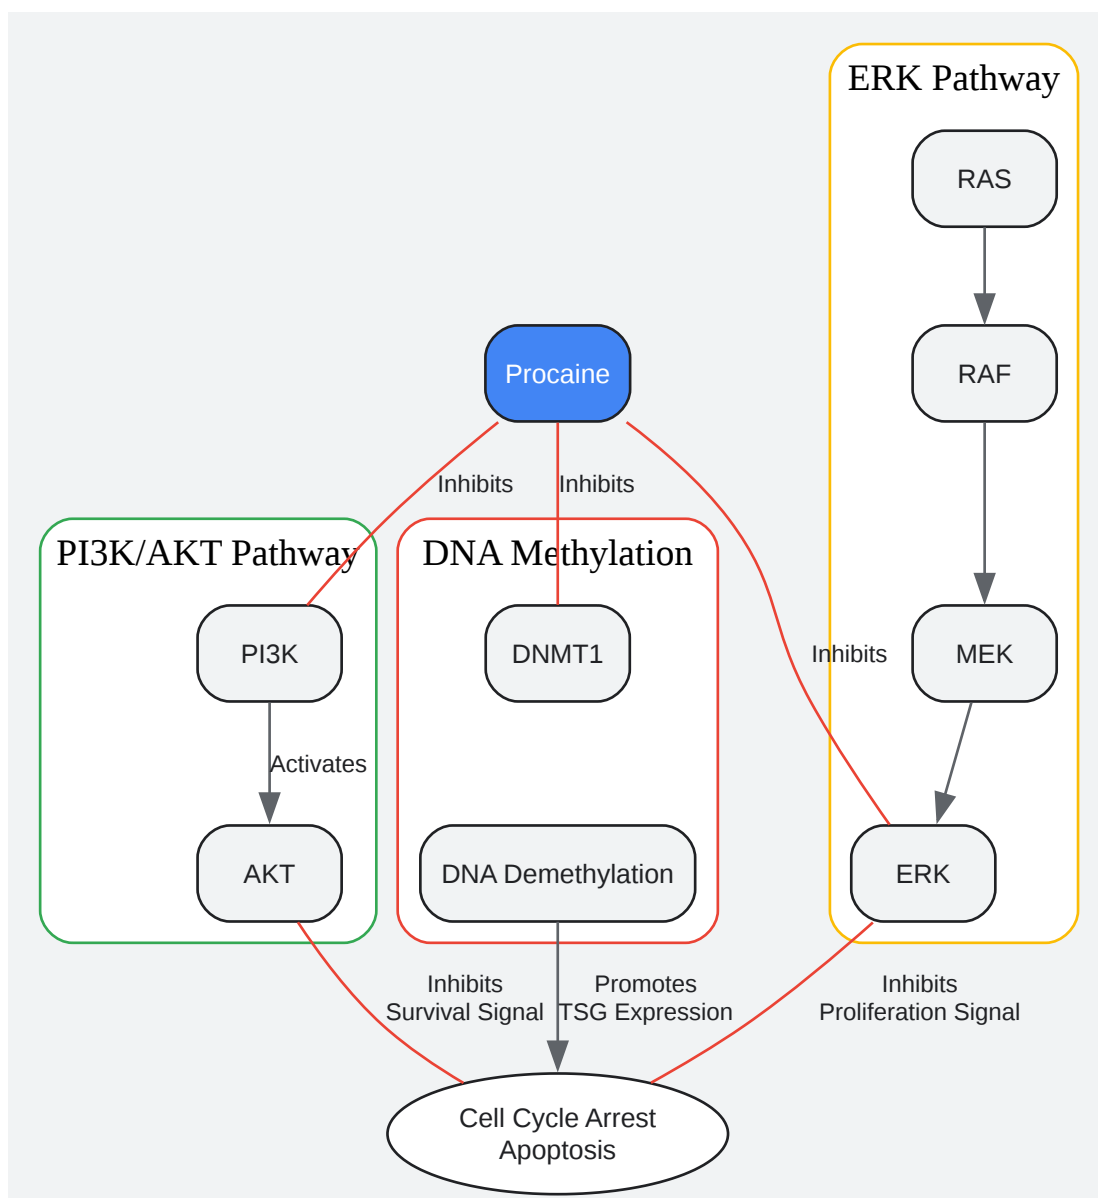 ERK Pathway
RAS
RAF
Procaine
Inhibits
Inhibits
PI3K/AKT Pathway
DNA Methylation
PI3K
DNMT1
Inhibits
MEK
Activates
AKT
DNA Demethylation
ERK
Inhibits
Survival Signal
Promotes
TSG Expression
Inhibits
Proliferation Signal
Cell Cycle Arrest
Apoptosis